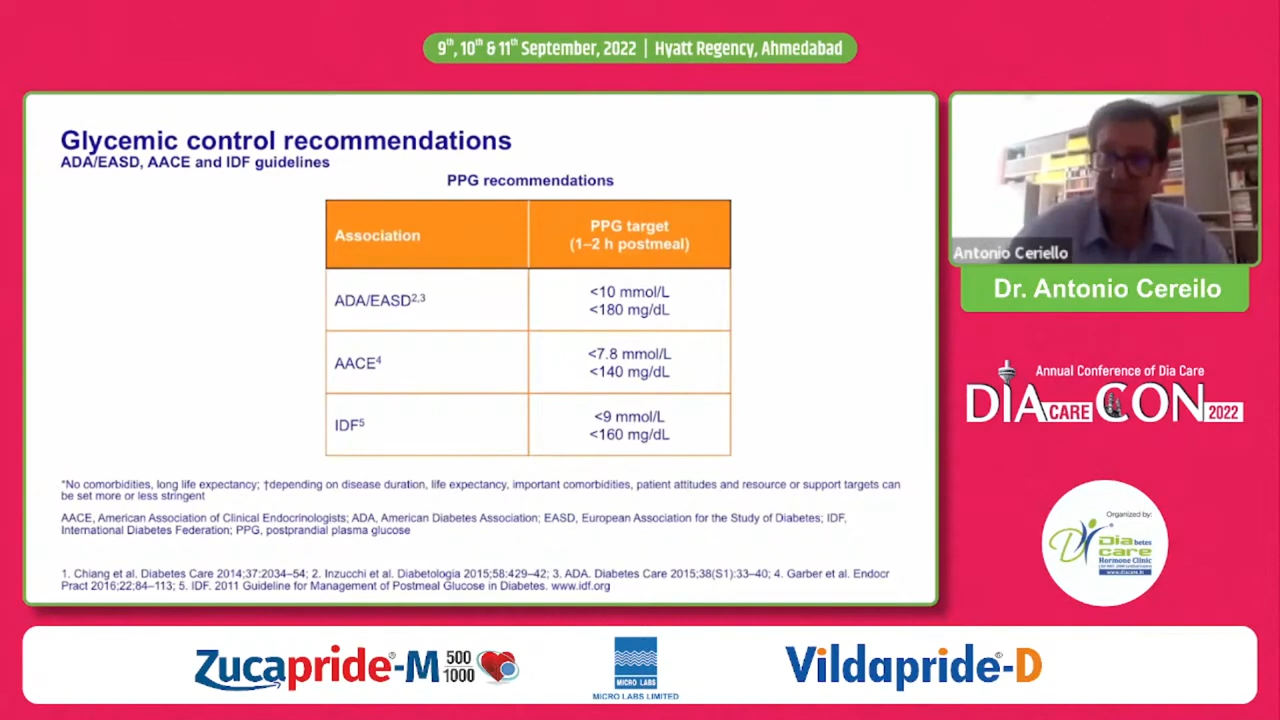 9th, 10th & 11th September, 2022 | Hyatt Regency, Ahmedabad
Glycemic control recommendations
ADA/EASD, AACE and IDF guidelines
PPG recommendations
Association
PPG target
(1–2 h postmeal)
ADA/EASD2,3
<10 mmol/L
<180 mg/dL
AACE4
<7.8 mmol/L
<140 mg/dL
IDF5
<9 mmol/L
<160 mg/dL
*No comorbidities, long life expectancy; †depending on disease duration, life expectancy, important comorbidities, patient attitudes and resource or support targets can
be set more or less stringent
AACE, American Association of Clinical Endocrinologists; ADA, American Diabetes Association; EASD, European Association for the Study of Diabetes; IDF,
International Diabetes Federation; PPG, postprandial plasma glucose
1. Chiang et al. Diabetes Care 2014;37:2034–54; 2. Inzucchi et al. Diabetologia 2015;58:429–42; 3. ADA. Diabetes Care 2015;38(S1):33–40; 4. Garber et al. Endocr
Pract 2016;22:84–113; 5. IDF. 2011 Guideline for Management of Postmeal Glucose in Diabetes. www.idf.org
Antonio Ceriello
Dr. Antonio Cereilo
Annual Conference of Dia Care
DIA CARE CON 2022
Organized by:
Diabetes
care
Hormone Clinic
www.diacare.in
Zucapride®-M 500
1000
MICRO LABS
MICRO LABS LIMITED
Vildapride®-D